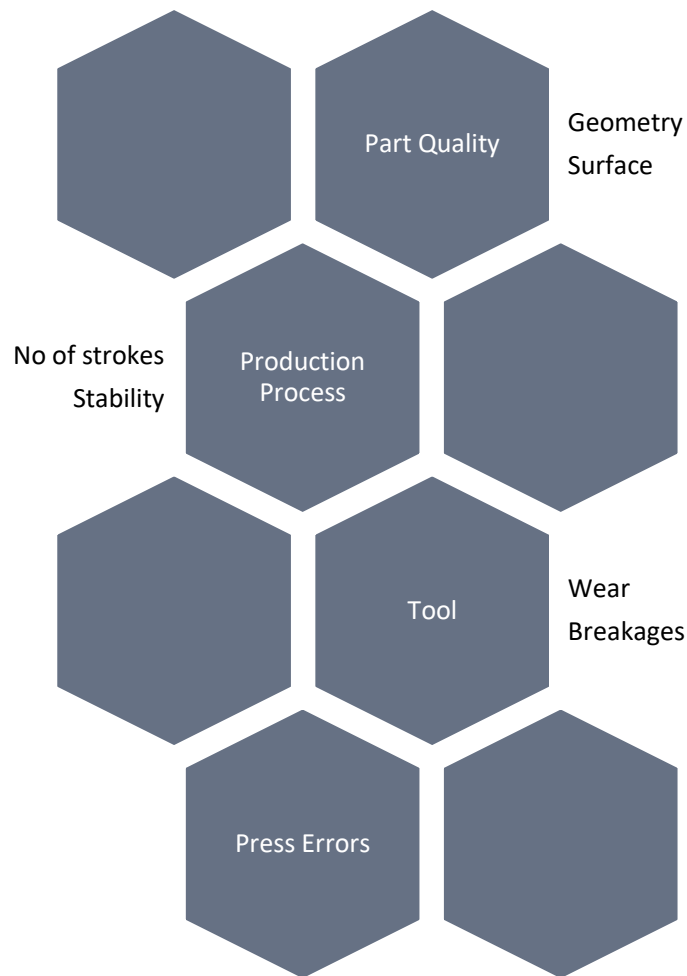 Part Quality
Geometry
Surface
No of strokes
Stability
Production
Process
Tool
Wear
Breakages
Press Errors